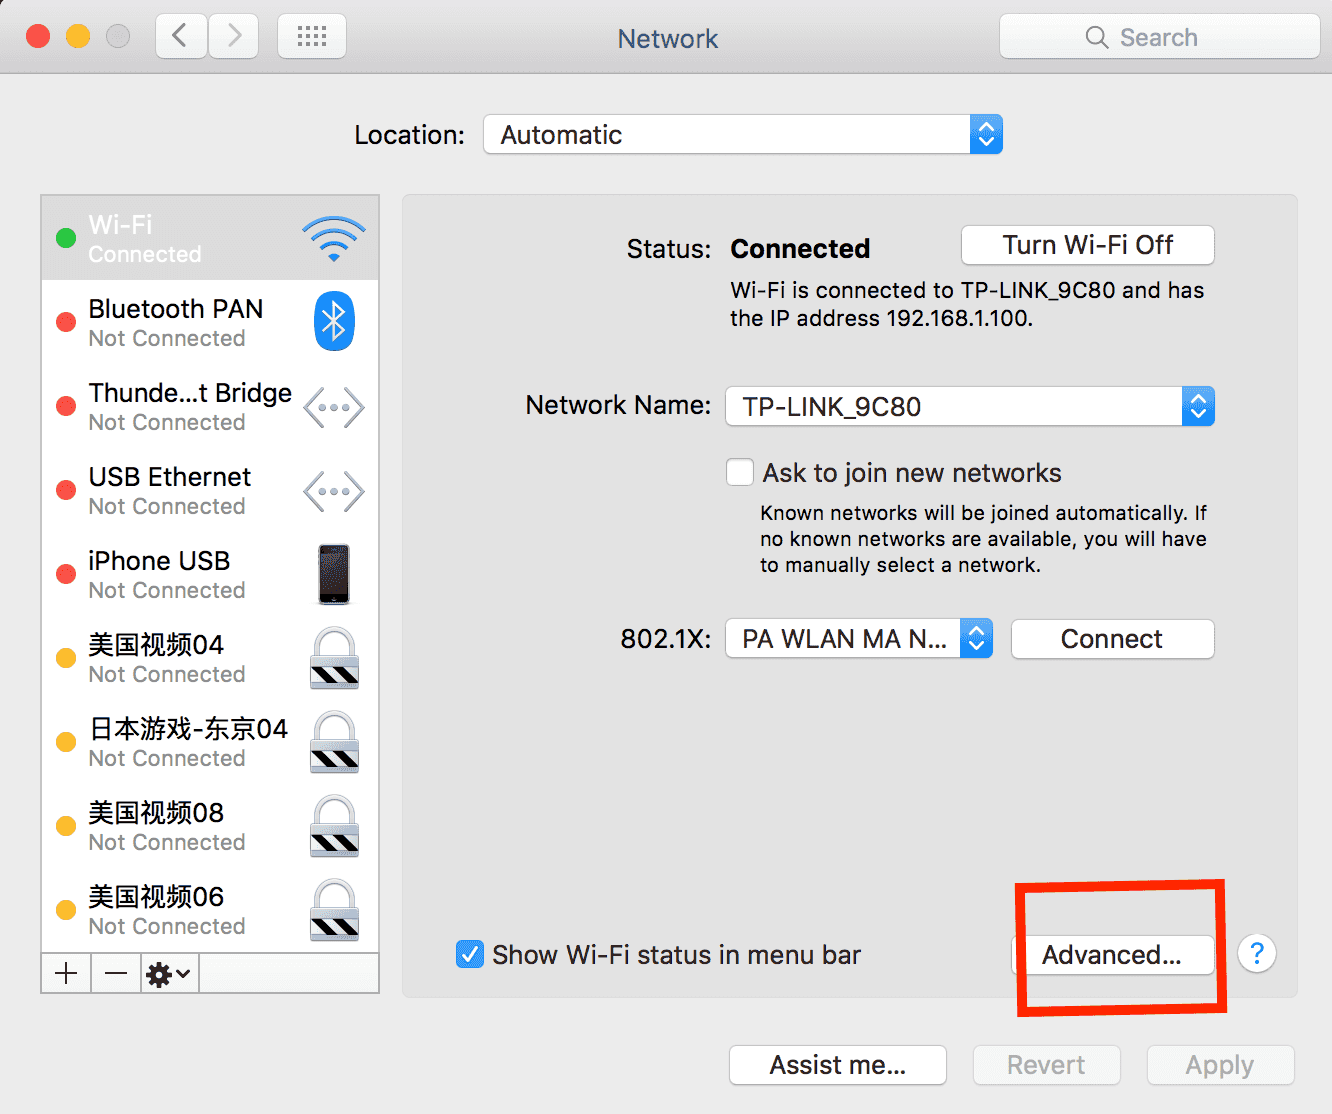 Network
Search
Location:
Automatic
Wi-Fi
Connected
Bluetooth PAN
Not Connected
Thunde...t Bridge
Not Connected
USB Ethernet
Not Connected
iPhone USB
Not Connected
美国视频04
Not Connected
日本游戏-东京04
Not Connected
美国视频08
Not Connected
美国视频06
Not Connected
Status:
Connected
Turn Wi-Fi Off
Wi-Fi is connected to TP-LINK_9C80 and has
the IP address 192.168.1.100.
Network Name:
TP-LINK_9C80
Ask to join new networks
Known networks will be joined automatically. If
no known networks are available, you will have
to manually select a network.
802.1X:
PA WLAN MA N...
Connect
Show Wi-Fi status in menu bar
Advanced...
?
Assist me...
Revert
Apply